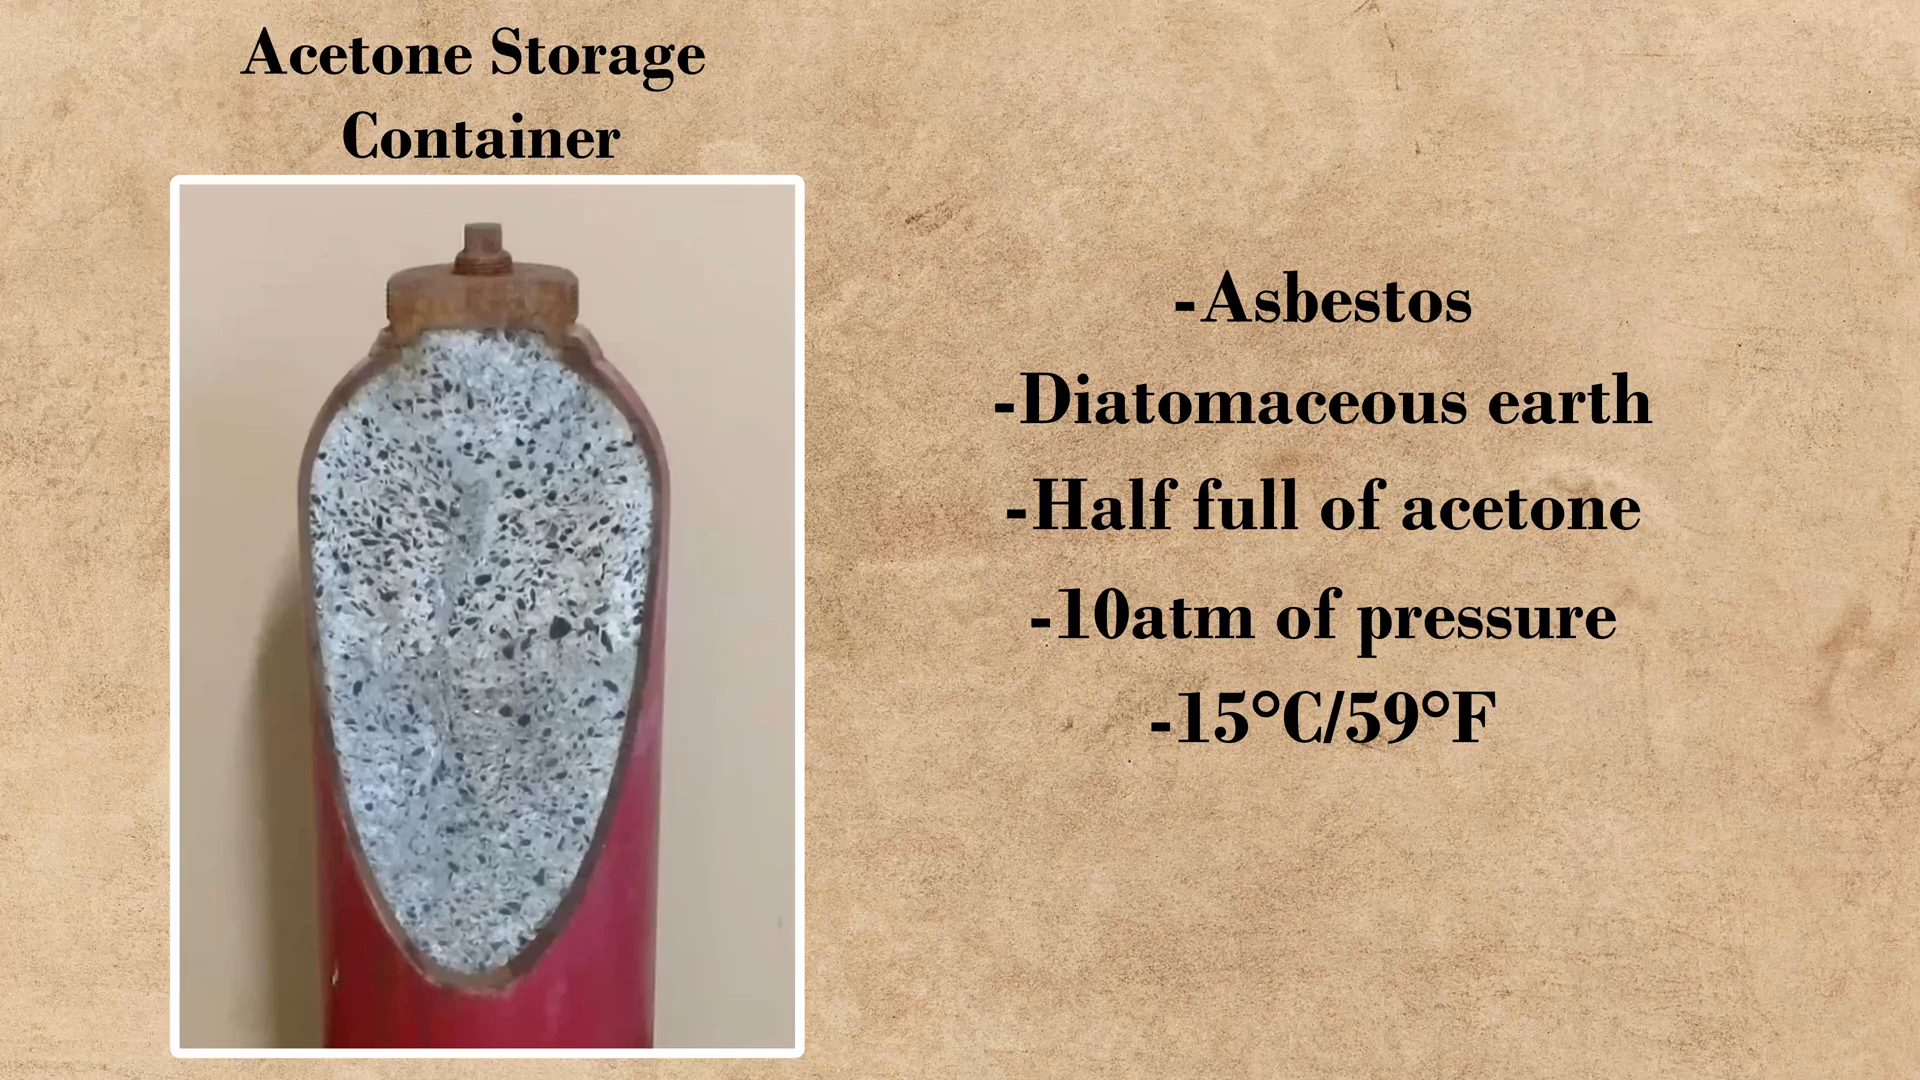 Acetone Storage
Container
-Asbestos
-Diatomaceous earth
-Half full of acetone
-10atm of pressure
-15°C/59°F